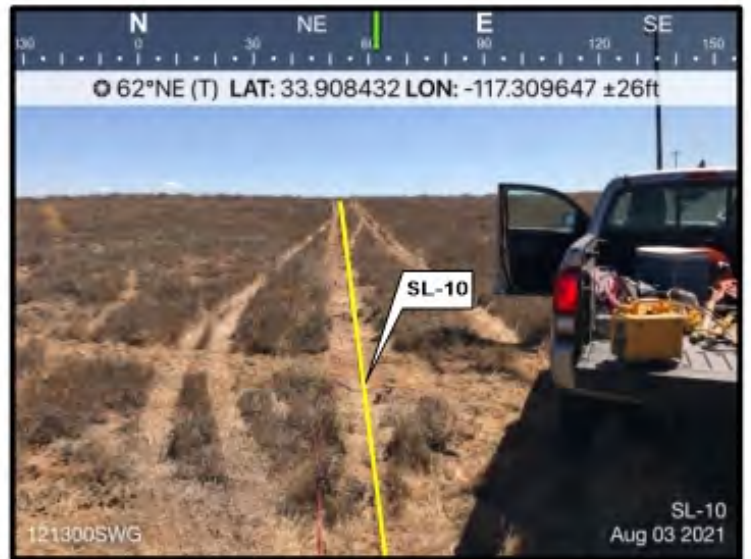 N NE E SE
330 0 30 60 90 120 150
62°NE (T) LAT: 33.908432 LON: -117.309647 ±26ft
SL-10
SL-10
121300SWG Aug 03 2021